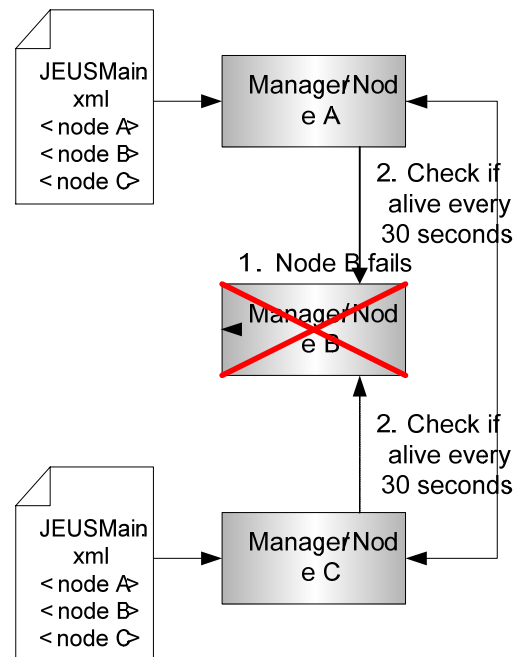 JEUSMain.
xml
<node A>
<node B>
<node C>
Manager/Nod
e A
2. Check if
alive every
30 seconds
1. Node B fails
Manager/Nod
e B
2. Check if
alive every
30 seconds
JEUSMain.
xml
<node A>
<node B>
<node C>
Manager/Nod
e C